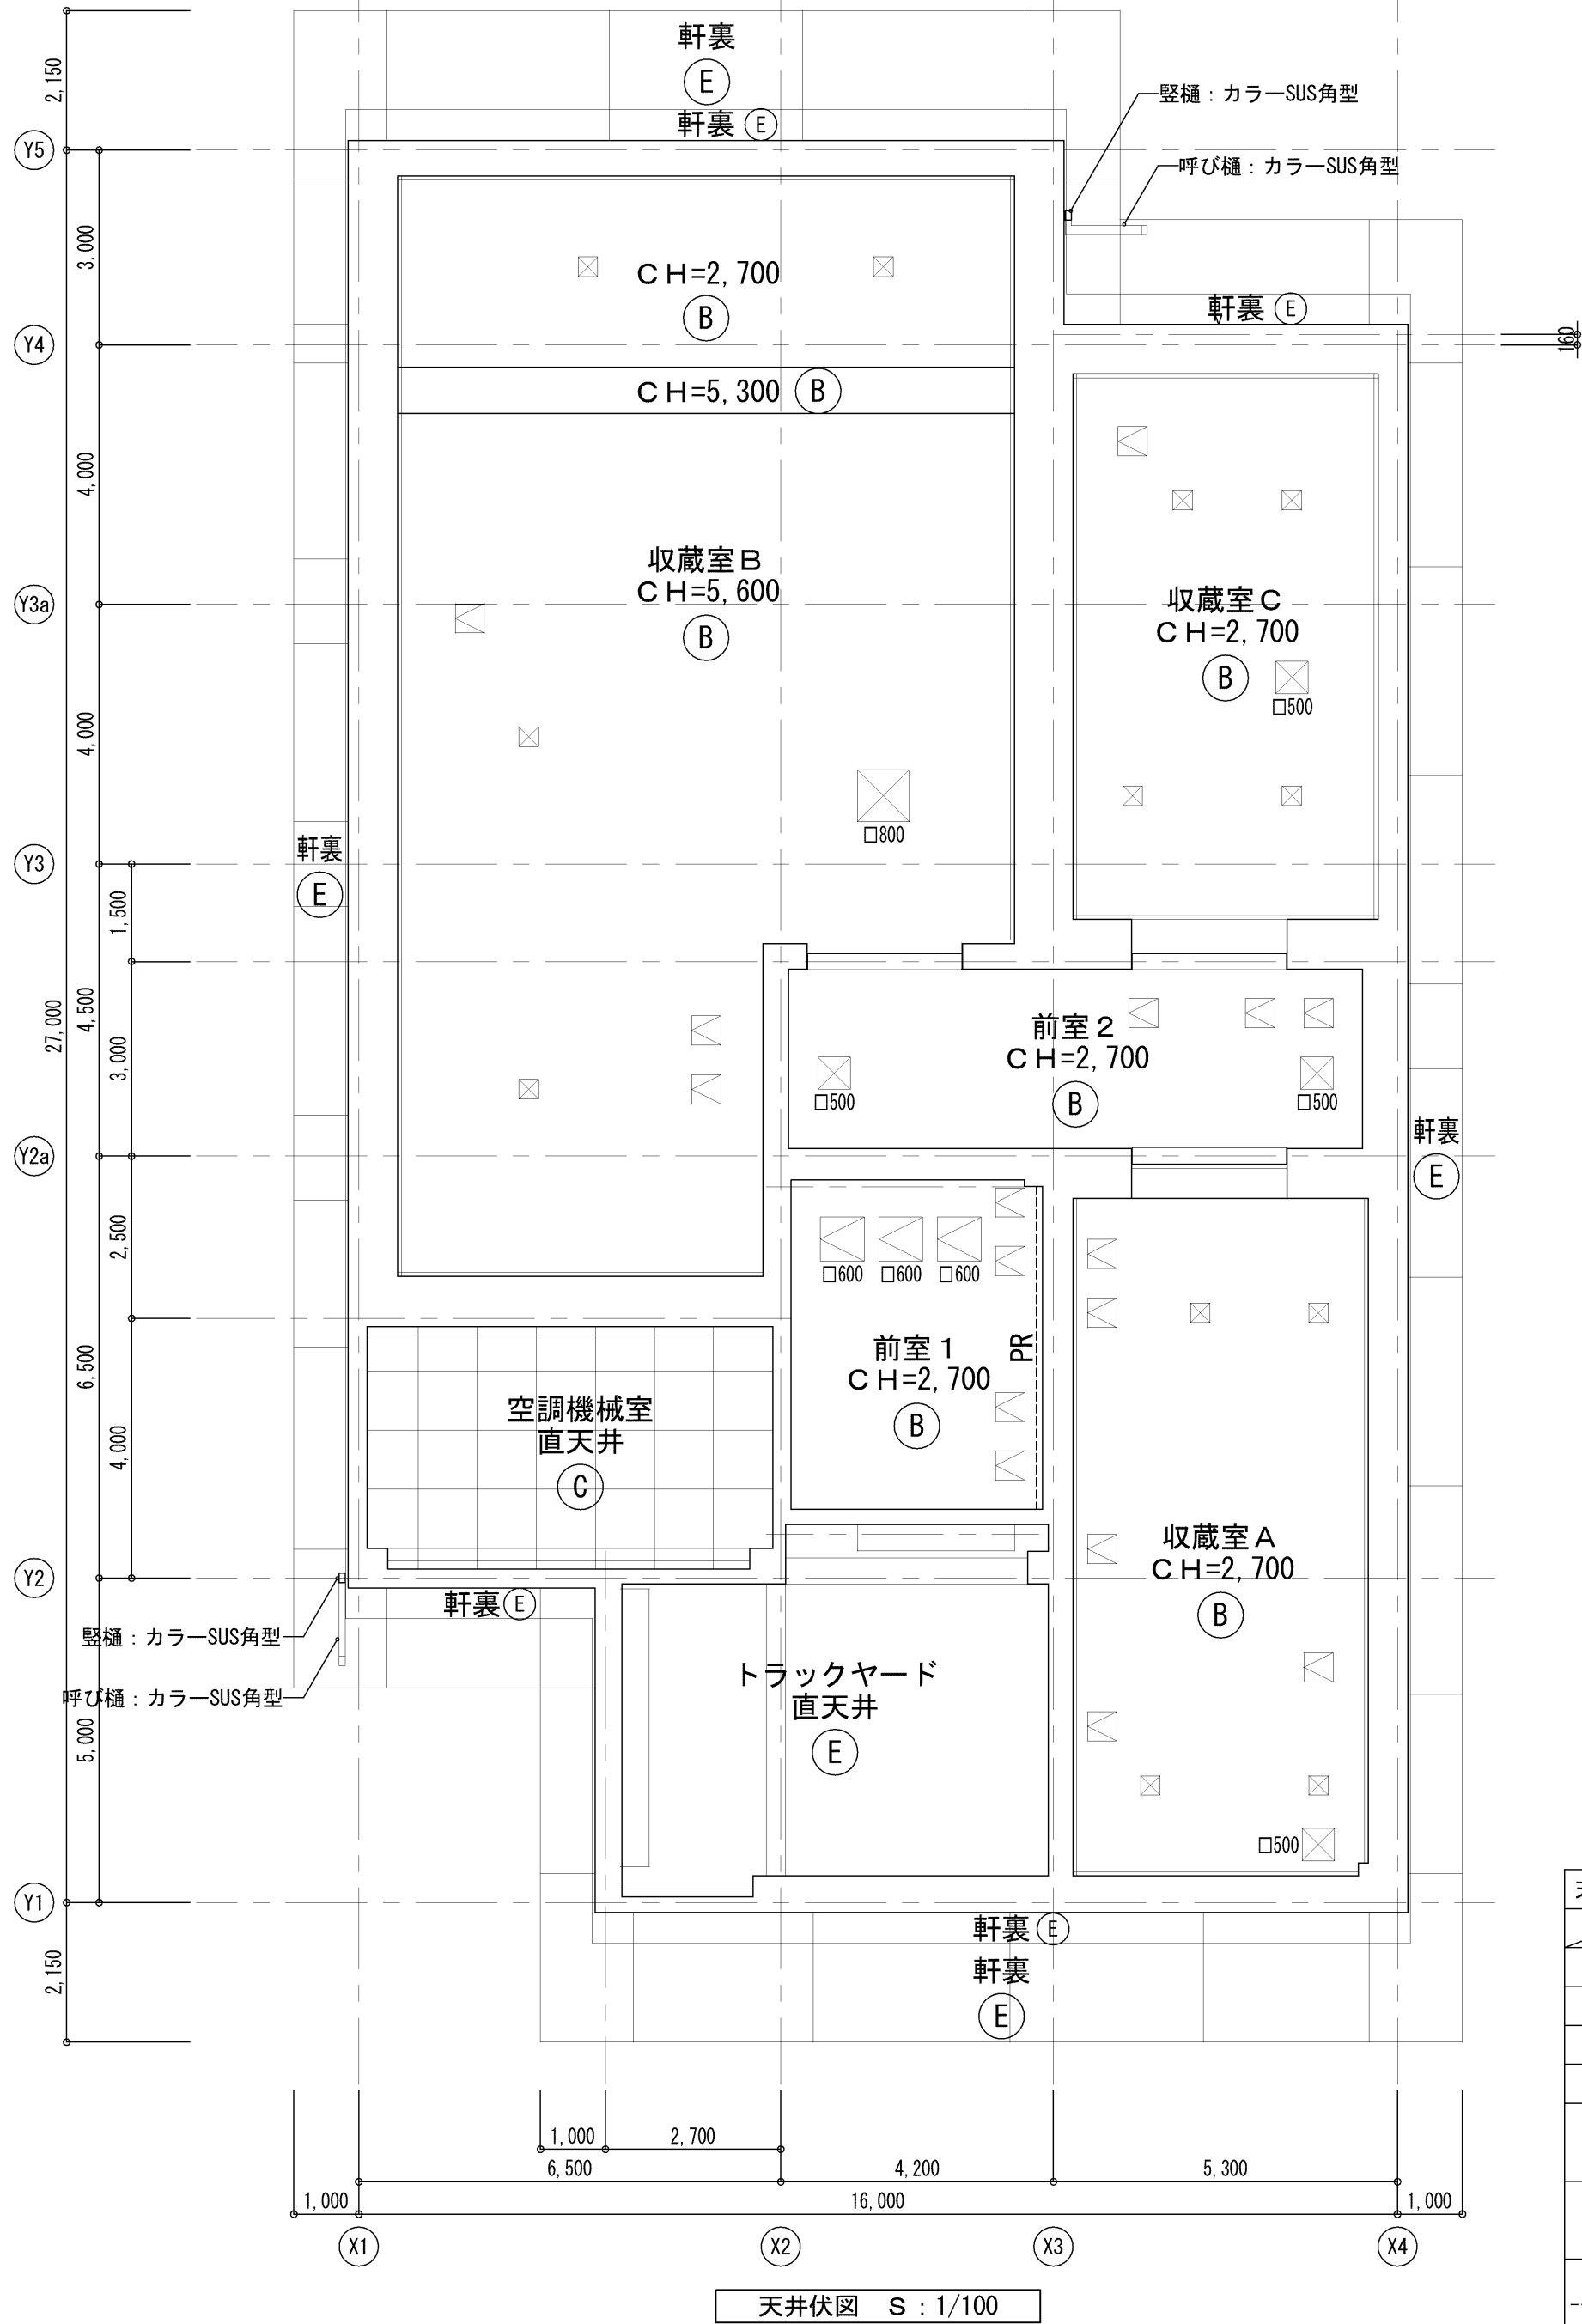 軒裏
E
軒裏 E
竪樋：カラーSUS角型
呼び樋：カラーSUS角型
2,150
Y5
3,000
CH=2,700
B
軒裏 E
Y4
160
CH=5,300 B
4,000
収蔵室B
CH=5,600
B
収蔵室C
CH=2,700
B
□500
Y3a
4,000
□800
Y3
軒裏
E
1,500
27,000
4,500
3,000
前室2
CH=2,700
B
□500
□500
軒裏
E
Y2a
2,500
□600 □600 □600
6,500
前室1
CH=2,700
B
PR
空調機械室
直天井
C
4,000
収蔵室A
CH=2,700
B
Y2
軒裏 E
竪樋：カラーSUS角型
呼び樋：カラーSUS角型
トラックヤード
直天井
E
5,000
□500
Y1
軒裏 E
軒裏
E
2,150
1,000 2,700
6,500 4,200 5,300
1,000 16,000 1,000
X1 X2 X3 X4
天井伏図 S：1/100